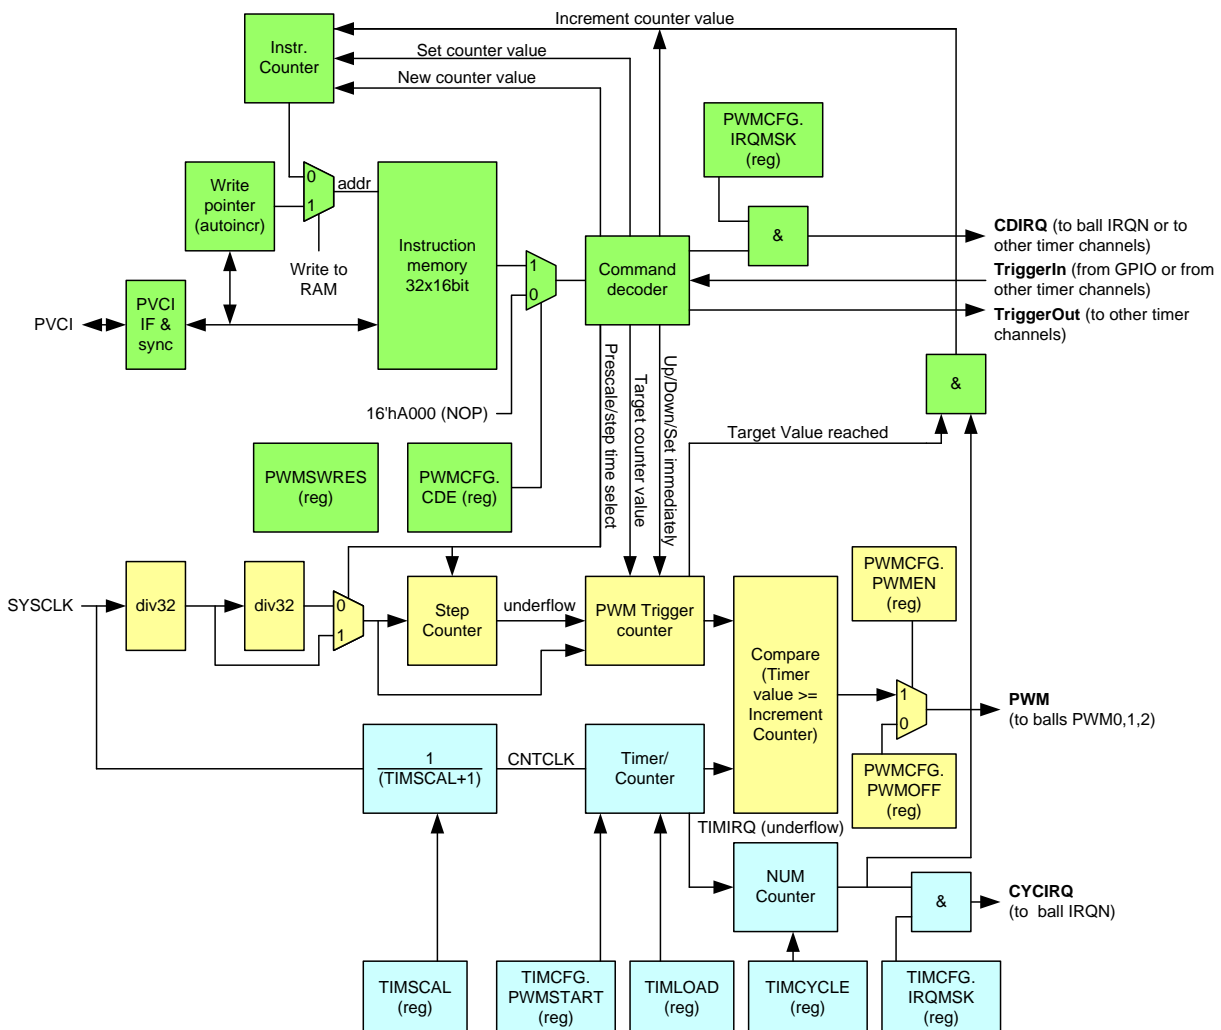 Increment counter value
Instr.
Counter
Set counter value
New counter value
PWMCFG.
IRQMSK
(reg)
Write
pointer
(autoincr)
0
1
addr
Instruction
memory
32x16bit
Write to
RAM
1
0
Command
decoder
&
CDIRQ (to ball IRQN or to
other timer channels)
TriggerIn (from GPIO or from
other timer channels)
TriggerOut (to other timer
channels)
PVCI
PVCI
IF &
sync
16'hA000 (NOP)
Prescale/step time select
Target counter value
Up/Down/Set immediately
&
Target Value reached
PWMSWRES
(reg)
PWMCFG.
CDE (reg)
SYSCLK
div32
div32
0
1
Step
Counter
underflow
PWM Trigger
counter
Compare
(Timer
value >=
Increment
Counter)
PWMCFG.
PWMEN
(reg)
1
0
PWM
(to balls PWM0,1,2)
PWMCFG.
PWMOFF
(reg)
1
(TIMSCAL+1)
CNTCLK
Timer/
Counter
TIMIRQ (underflow)
NUM
Counter
&
CYCIRQ
(to ball IRQN)
TIMSCAL
(reg)
TIMCFG.
PWMSTART
(reg)
TIMLOAD
(reg)
TIMCYCLE
(reg)
TIMCFG.
IRQMSK
(reg)